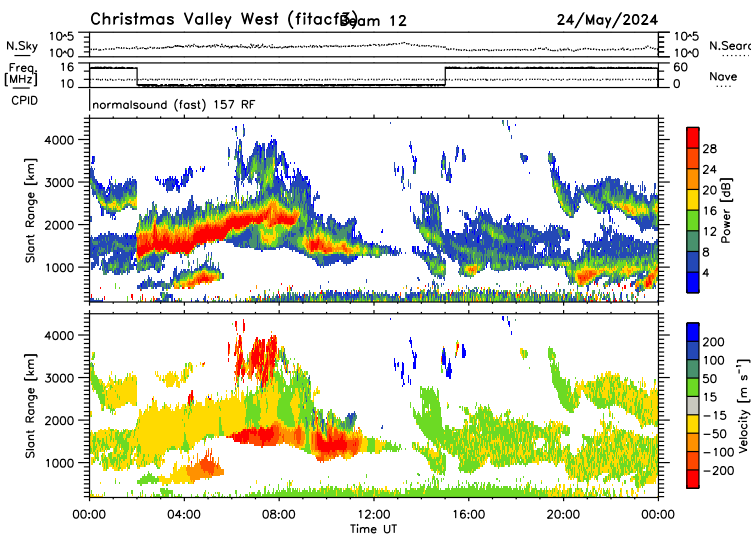 Christmas Valley West (fitacf3) Beam 12 24/May/2024
N.Sky 10^5 10^0 10^5 10^0 N.Searc
Freq [MHz] 16 10 60 0 Nave
CPID normalsound (fast) 157 RF
Slant Range [km] 4000 3000 2000 1000
28 24 20 16 12 8 4 Power [dB]
Slant Range [km] 4000 3000 2000 1000
200 100 50 15 -15 -50 -100 -200 Velocity [m s⁻¹]
00:00 04:00 08:00 12:00 16:00 20:00 00:00
Time UT